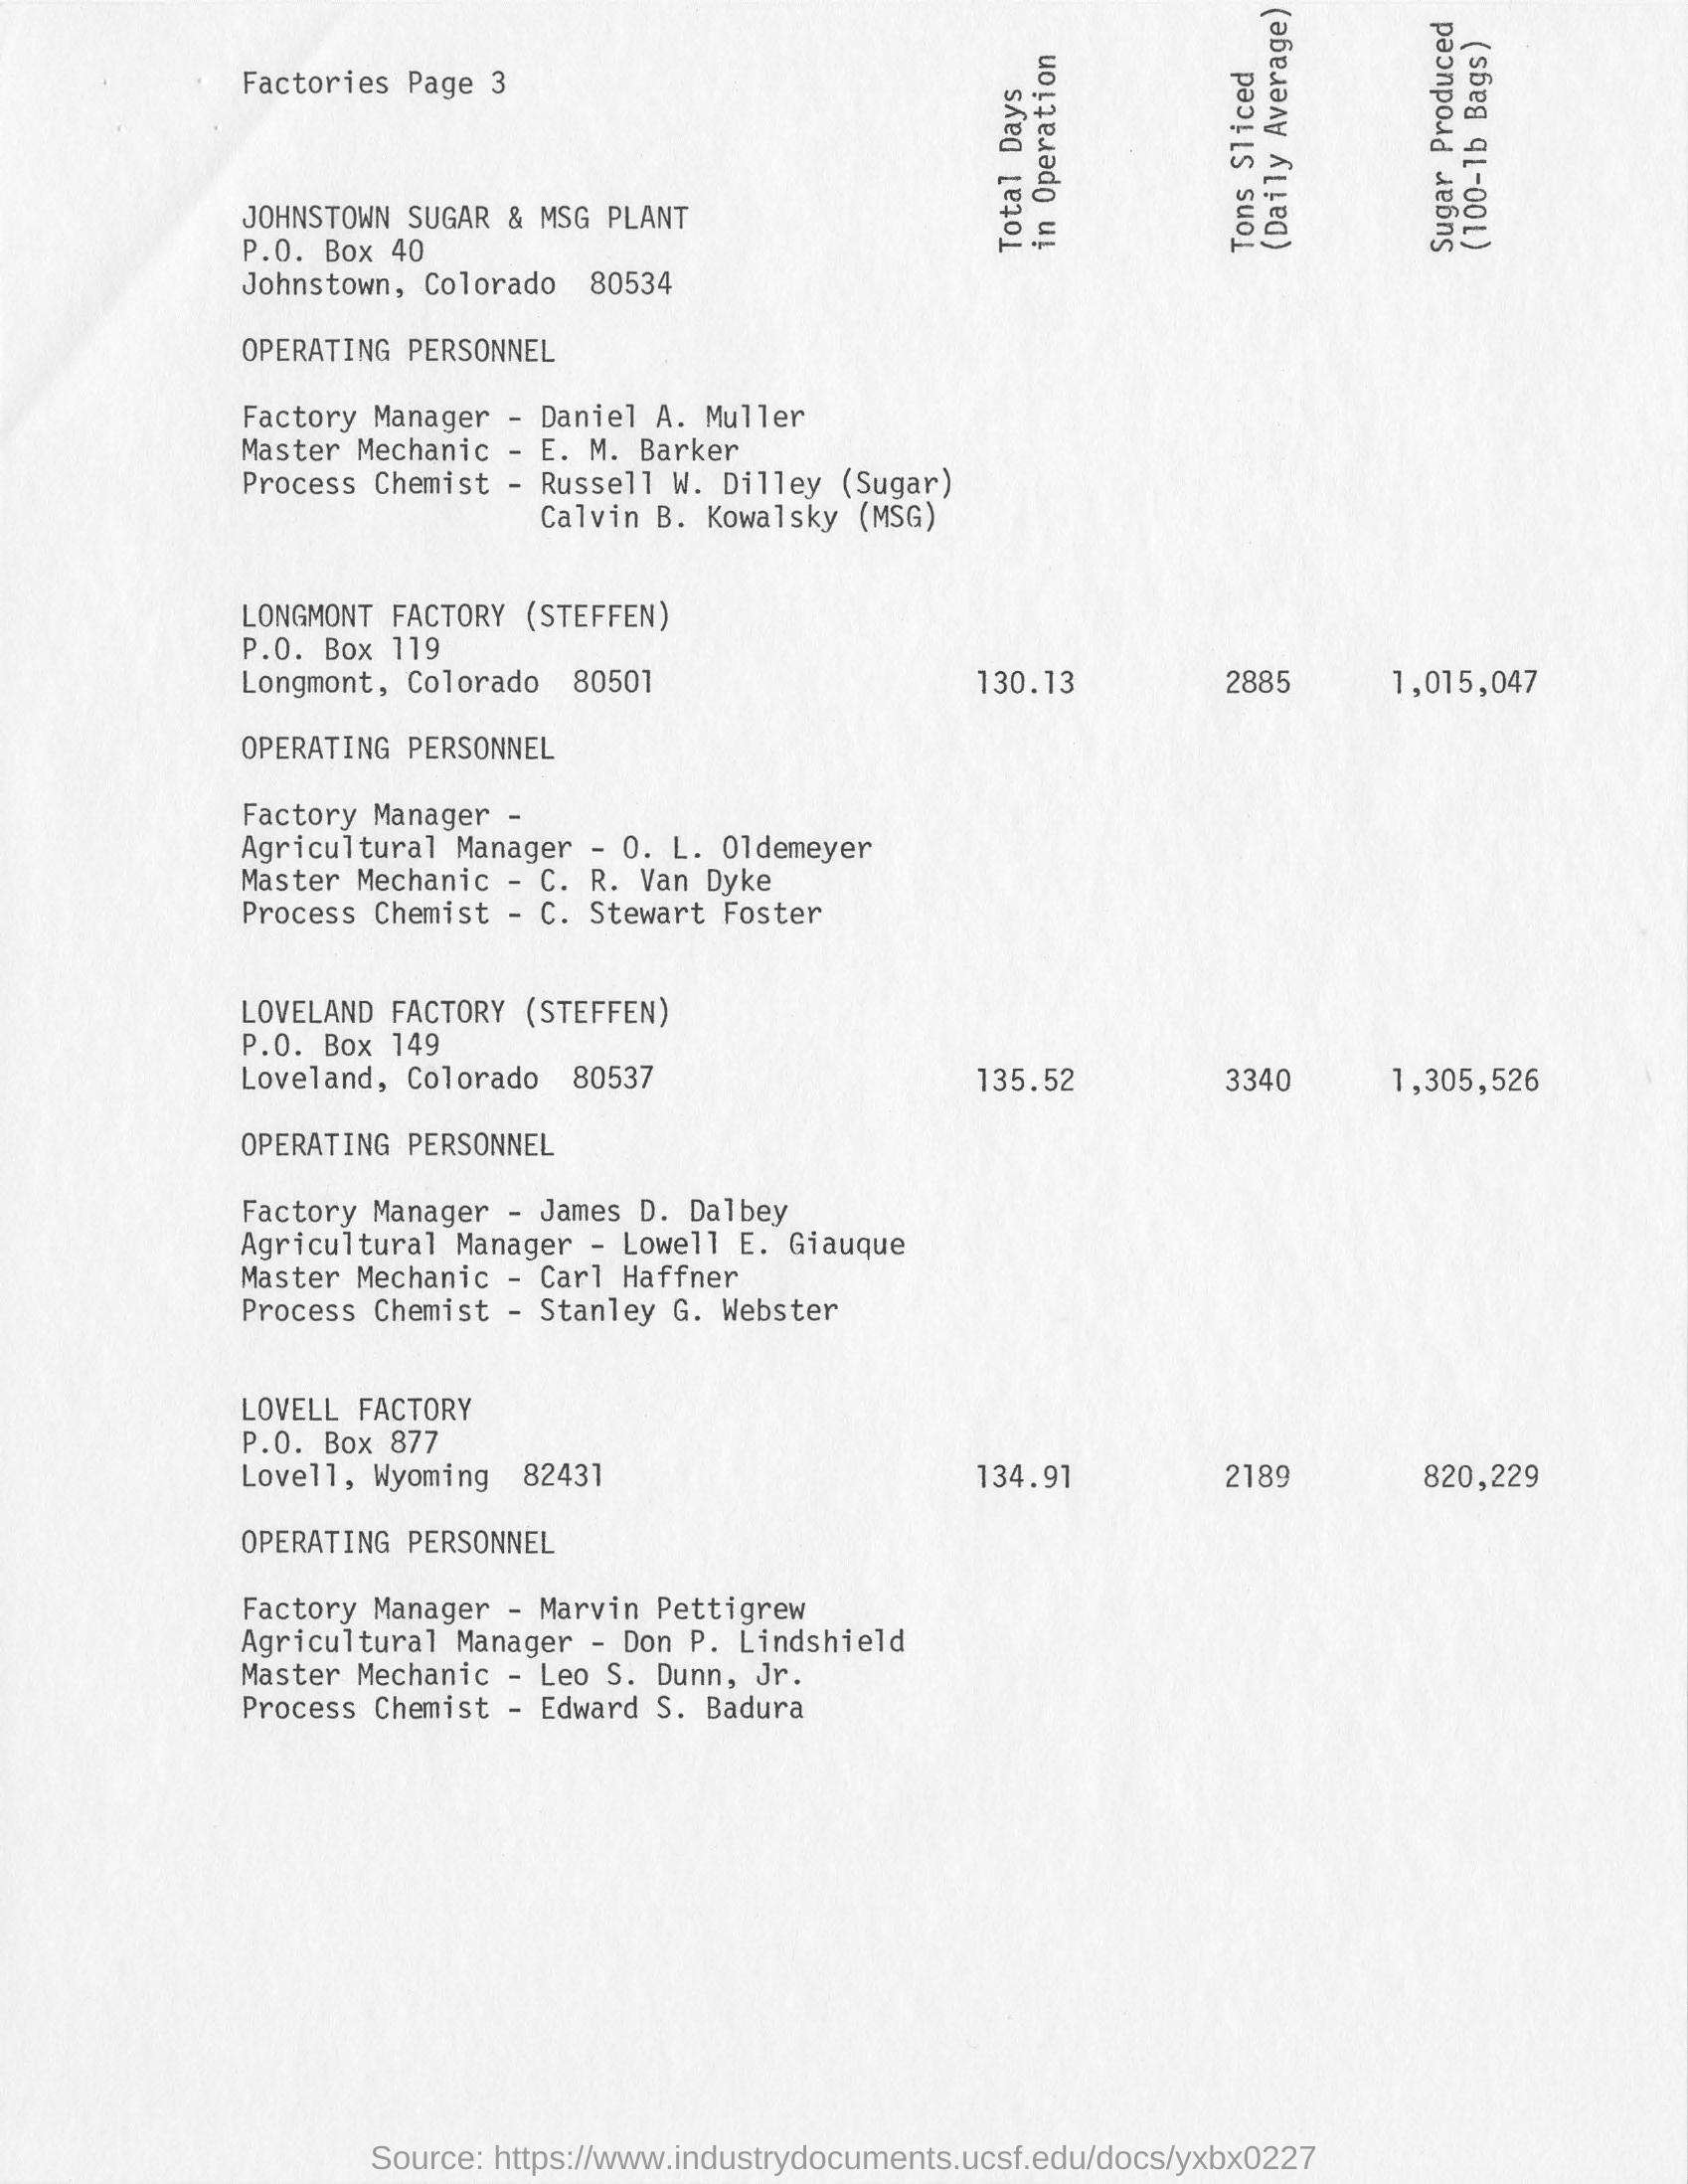 Factories Page 3
Total Days
in Operation
Tons Sliced
(Daily Average)
Sugar Produced
(100-lb Bags)
JOHNSTOWN SUGAR & MSG PLANT
P.O. Box 40
Johnstown, Colorado 80534
OPERATING PERSONNEL
Factory Manager - Daniel A. Muller
Master Mechanic - E. M. Barker
Process Chemist - Russell W. Dilley (Sugar)
Calvin B. Kowalsky (MSG)
LONGMONT FACTORY (STEFFEN)
P.O. Box 119
Longmont, Colorado 80501 130.13 2885 1,015,047
OPERATING PERSONNEL
Factory Manager -
Agricultural Manager - O. L. Oldemeyer
Master Mechanic - C. R. Van Dyke
Process Chemist - C. Stewart Foster
LOVELAND FACTORY (STEFFEN)
P.O. Box 149
Loveland, Colorado 80537 135.52 3340 1,305,526
OPERATING PERSONNEL
Factory Manager - James D. Dalbey
Agricultural Manager - Lowell E. Giauque
Master Mechanic - Carl Haffner
Process Chemist - Stanley G. Webster
LOVELL FACTORY
P.O. Box 877
Lovell, Wyoming 82431 134.91 2189 820,229
OPERATING PERSONNEL
Factory Manager - Marvin Pettigrew
Agricultural Manager - Don P. Lindshield
Master Mechanic - Leo S. Dunn, Jr.
Process Chemist - Edward S. Badura
Source: https://www.industrydocuments.ucsf.edu/docs/yxbx0227